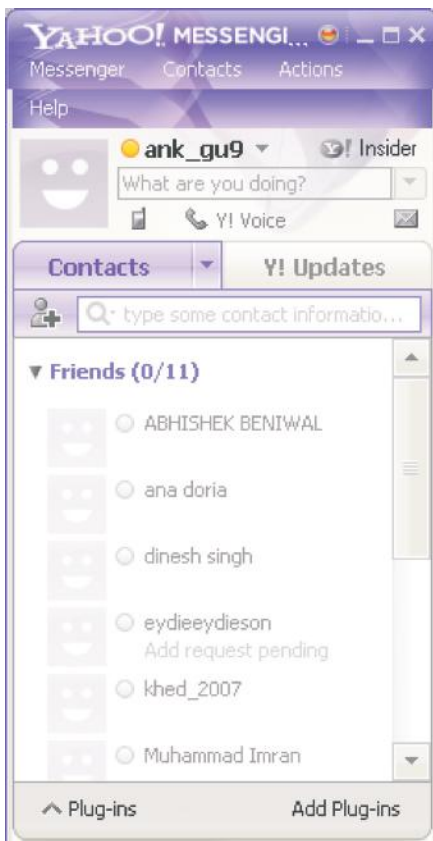 YAHOO! MESSENGI...
Messenger Contacts Actions
Help
ank_gu9 Y! Insider
What are you doing?
Y! Voice
Contacts Y! Updates
type some contact informatio...
Friends (0/11)
ABHISHEK BENIWAL
ana doria
dinesh singh
eydieeydieson
Add request pending
khed_2007
Muhammad Imran
Plug-ins Add Plug-ins